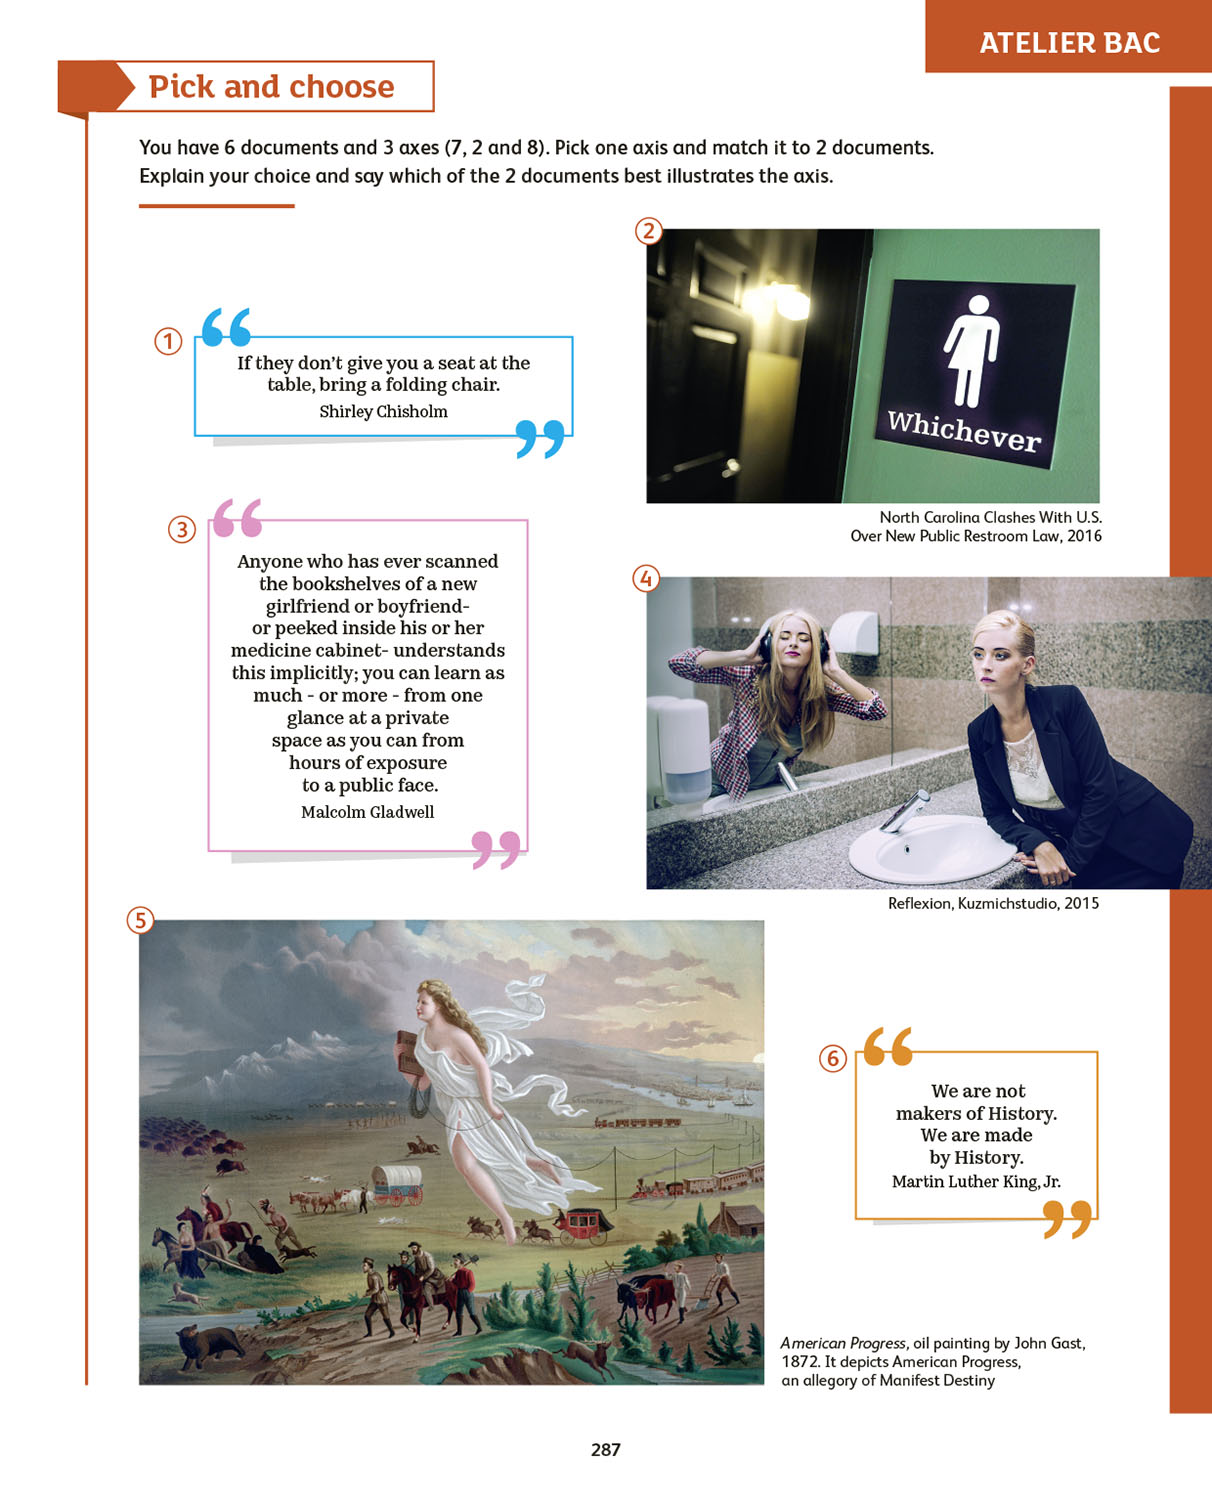 ATELIER BAC
Pick and choose
You have 6 documents and 3 axes (7, 2 and 8). Pick one axis and match it to 2 documents.
Explain your choice and say which of the 2 documents best illustrates the axis.
1
“
If they don’t give you a seat at the
table, bring a folding chair.
Shirley Chisholm
”
2
Whichever
North Carolina Clashes With U.S.
Over New Public Restroom Law, 2016
3
“
Anyone who has ever scanned
the bookshelves of a new
girlfriend or boyfriend-
or peeked inside his or her
medicine cabinet- understands
this implicitly; you can learn as
much - or more - from one
glance at a private
space as you can from
hours of exposure
to a public face.
Malcolm Gladwell
”
4
Reflexion, Kuzmichstudio, 2015
5
American Progress, oil painting by John Gast,
1872. It depicts American Progress,
an allegory of Manifest Destiny
6
“
We are not
makers of History.
We are made
by History.
Martin Luther King, Jr.
”
287